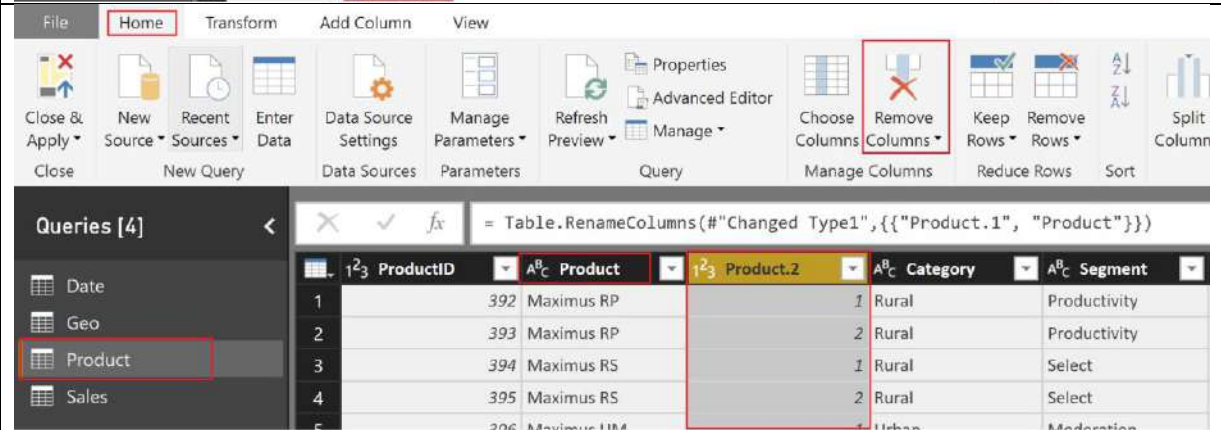 File Home Transform Add Column View
Close & Apply New Source Recent Sources Enter Data Data Source Settings Manage Parameters Refresh Preview Properties Advanced Editor Manage Choose Columns Remove Columns Keep Rows Remove Rows Split Column
Close New Query Data Sources Parameters Query Manage Columns Reduce Rows Sort
Queries [4]
Date
Geo
Product
Sales
fx = Table.RenameColumns(#"Changed Type1",{{"Product.1", "Product"}})
1²3 ProductID ABC Product 1²3 Product.2 ABC Category ABC Segment
1 392 Maximus RP 1 Rural Productivity
2 393 Maximus RP 2 Rural Productivity
3 394 Maximus RS 1 Rural Select
4 395 Maximus RS 2 Rural Select